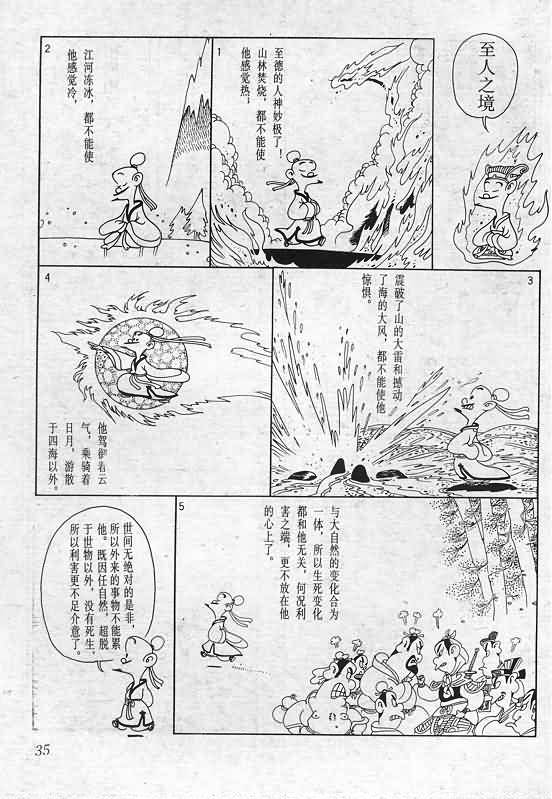 至人之境
1
至德的人神妙极了!
山林焚烧，都不能使
他感觉热；
2
江河冻冰，都不能使
他感觉冷，
3
震破了山的大雷和撼动
了海的大风，都不能使他
惊惧。
4
他驾御着云
气，乘骑着
日月，游散
于四海以外。
5
与大自然的变化合为
一体，所以生死变化
都和他无关，何况利
害之端，更不放在他
的心上了。
世间无绝对的是非，
所以外来的事物不能累
他。既因任自然，超脱
于世物以外，没有死生，
所以利害更不足介意了。
35